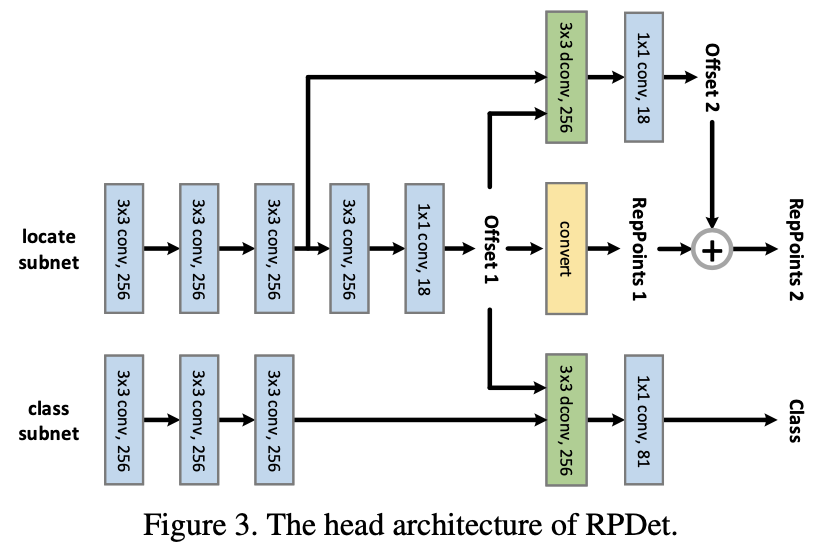 3x3 dconv, 256
1x1 conv, 18
Offset 2
locate
subnet
3x3 conv, 256
3x3 conv, 256
3x3 conv, 256
3x3 conv, 256
1x1 conv, 18
Offset 1
convert
RepPoints 1
+
RepPoints 2
class
subnet
3x3 conv, 256
3x3 conv, 256
3x3 conv, 256
3x3 dconv, 256
1x1 conv, 81
Class
Figure 3. The head architecture of RPDet.